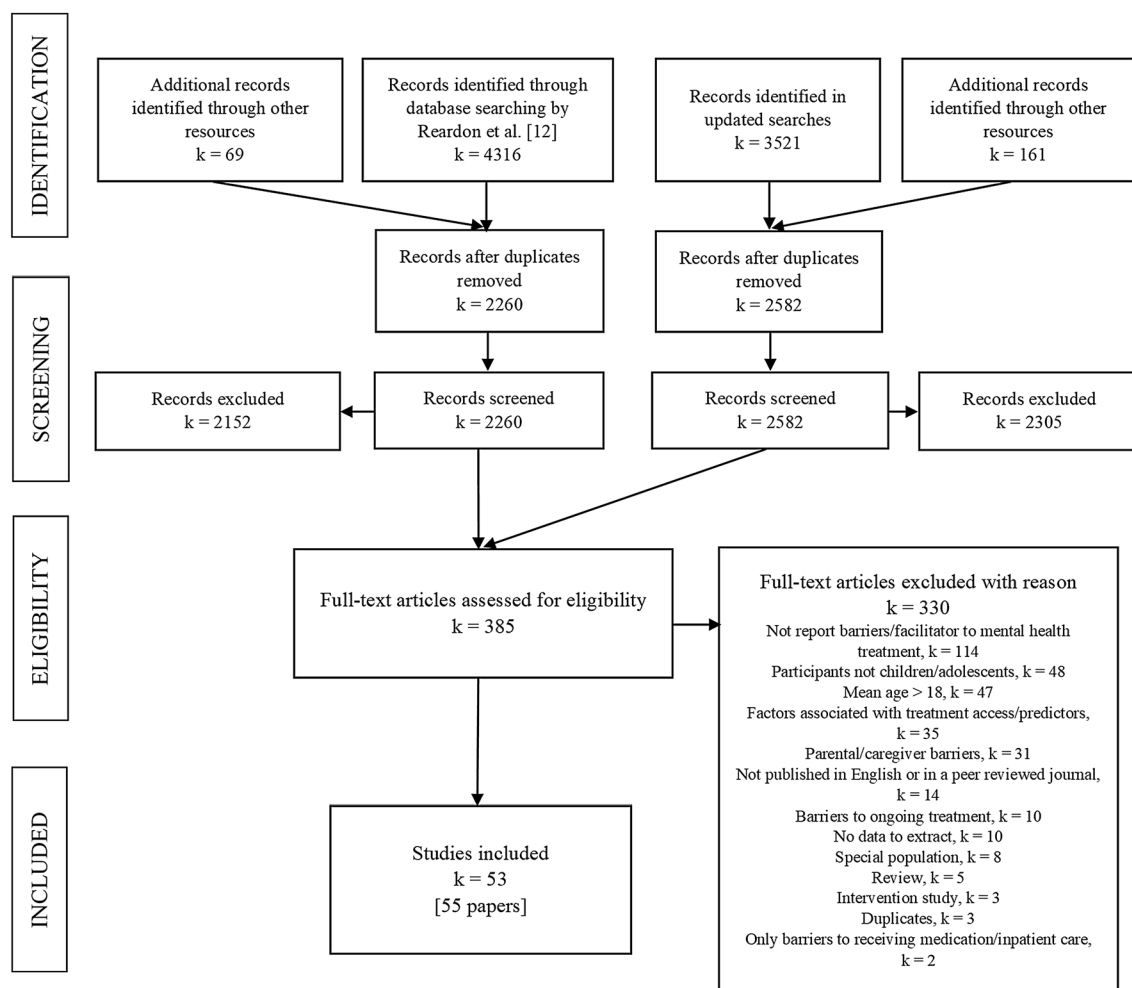 IDENTIFICATION
Additional records
identified through other
resources
k = 69
Records identified through
database searching by
Reardon et al. [12]
k = 4316
Records identified in
updated searches
k = 3521
Additional records
identified through other
resources
k = 161
Records after duplicates
removed
k = 2260
Records after duplicates
removed
k = 2582
SCREENING
Records excluded
k = 2152
Records screened
k = 2260
Records screened
k = 2582
Records excluded
k = 2305
ELIGIBILITY
Full-text articles assessed for eligibility
k = 385
Full-text articles excluded with reason
k = 330
Not report barriers/facilitator to mental health
treatment, k = 114
Participants not children/adolescents, k = 48
Mean age > 18, k = 47
Factors associated with treatment access/predictors,
k = 35
Parental/caregiver barriers, k = 31
Not published in English or in a peer reviewed journal,
k = 14
Barriers to ongoing treatment, k = 10
No data to extract, k = 10
Special population, k = 8
Review, k = 5
Intervention study, k = 3
Duplicates, k = 3
Only barriers to receiving medication/inpatient care,
k = 2
INCLUDED
Studies included
k = 53
[55 papers]